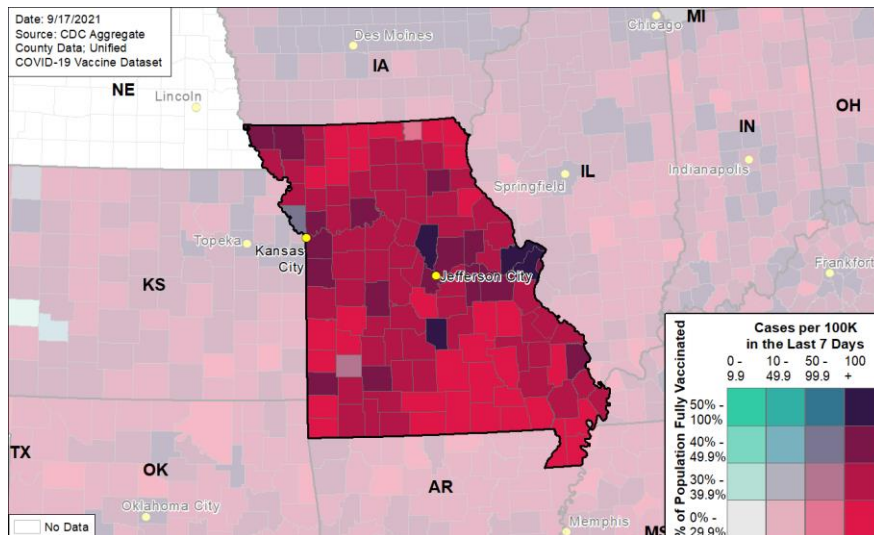 Date: 9/17/2021
Source: CDC Aggregate
County Data; Unified
COVID-19 Vaccine Dataset
Chicago
MI
Des Moines
IA
NE
Lincoln
OH
IN
Indianapolis
IL
Springfield
Topeka
Kansas
City
Jefferson City
Frankfort
KS
TX
OK
Oklahoma City
AR
Memphis
MS
No Data
Cases per 100K
in the Last 7 Days
0 - 10 - 50 - 100
9.9 49.9 99.9 +
% of Population Fully Vaccinated
50% -
100%
40% -
49.9%
30% -
39.9%
0% -
29.9%